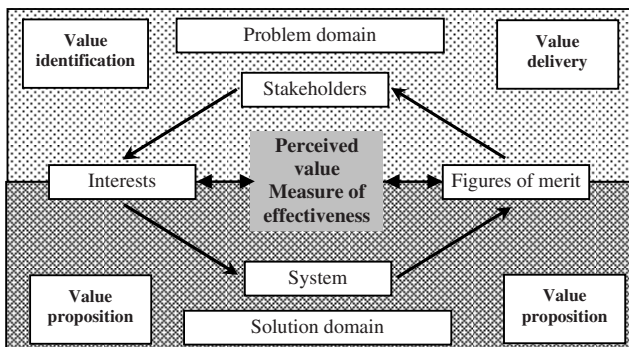 Value
identification
Problem domain
Value
delivery
Stakeholders
Interests
Perceived
value
Measure of
effectiveness
Figures of merit
System
Value
proposition
Solution domain
Value
proposition